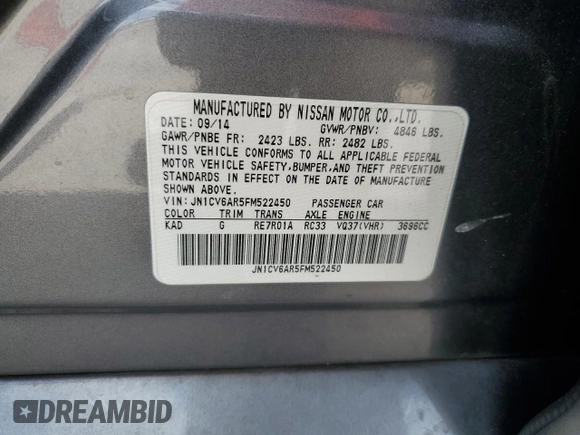 MANUFACTURED BY NISSAN MOTOR CO.,LTD.
DATE: 09/14 GVWR/PNBV: 4846 LBS.
GAWR/PNBE FR: 2423 LBS. RR: 2482 LBS.
THIS VEHICLE CONFORMS TO ALL APPLICABLE FEDERAL
MOTOR VEHICLE SAFETY,BUMPER,AND THEFT PREVENTION
STANDARDS IN EFFECT ON THE DATE OF MANUFACTURE
SHOWN ABOVE.
VIN: JN1CV6AR5FM522450 PASSENGER CAR
COLOR TRIM TRANS AXLE ENGINE
KAD G RE7R01A RC33 VQ37(VHR) 3696CC
JN1CV6AR5FM522450
DREAMBID